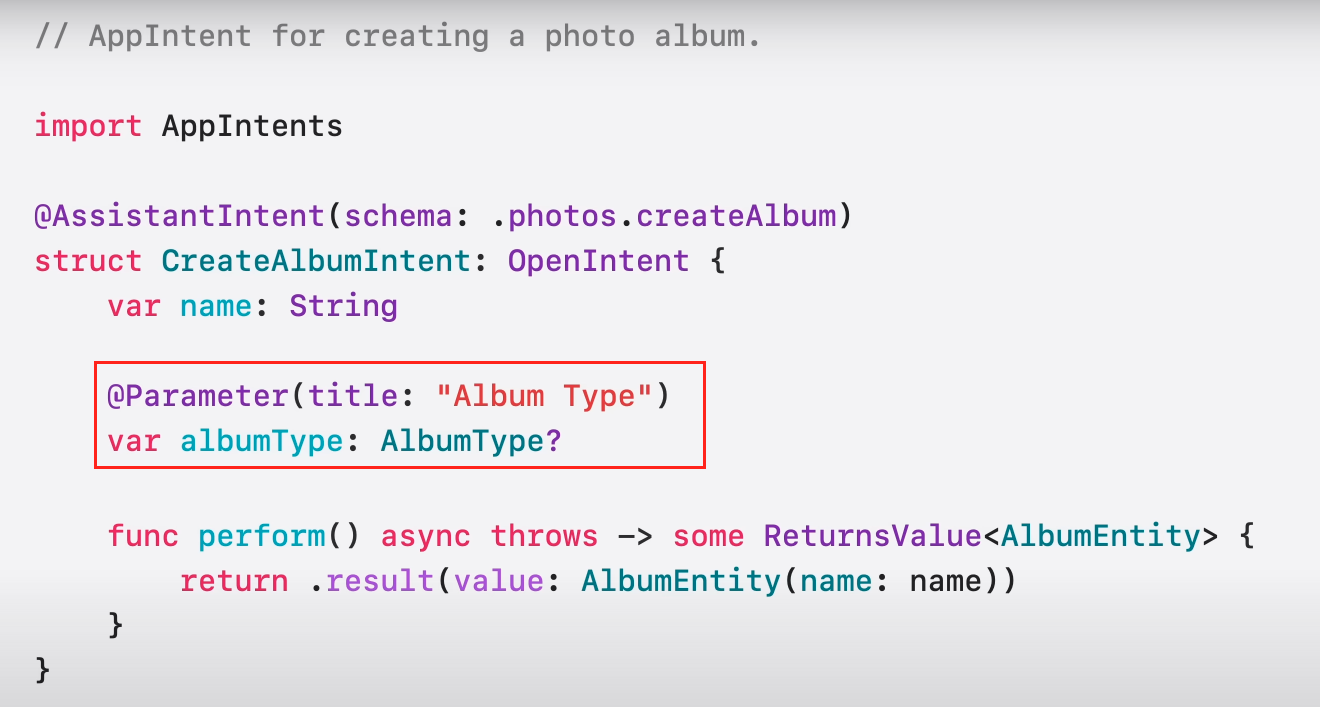 // AppIntent for creating a photo album.
import AppIntents
@AssistantIntent(schema: .photos.createAlbum)
struct CreateAlbumIntent: OpenIntent {
    var name: String
    @Parameter(title: "Album Type")
    var albumType: AlbumType?
    func perform() async throws -> some ReturnsValue<AlbumEntity> {
        return .result(value: AlbumEntity(name: name))
    }
}